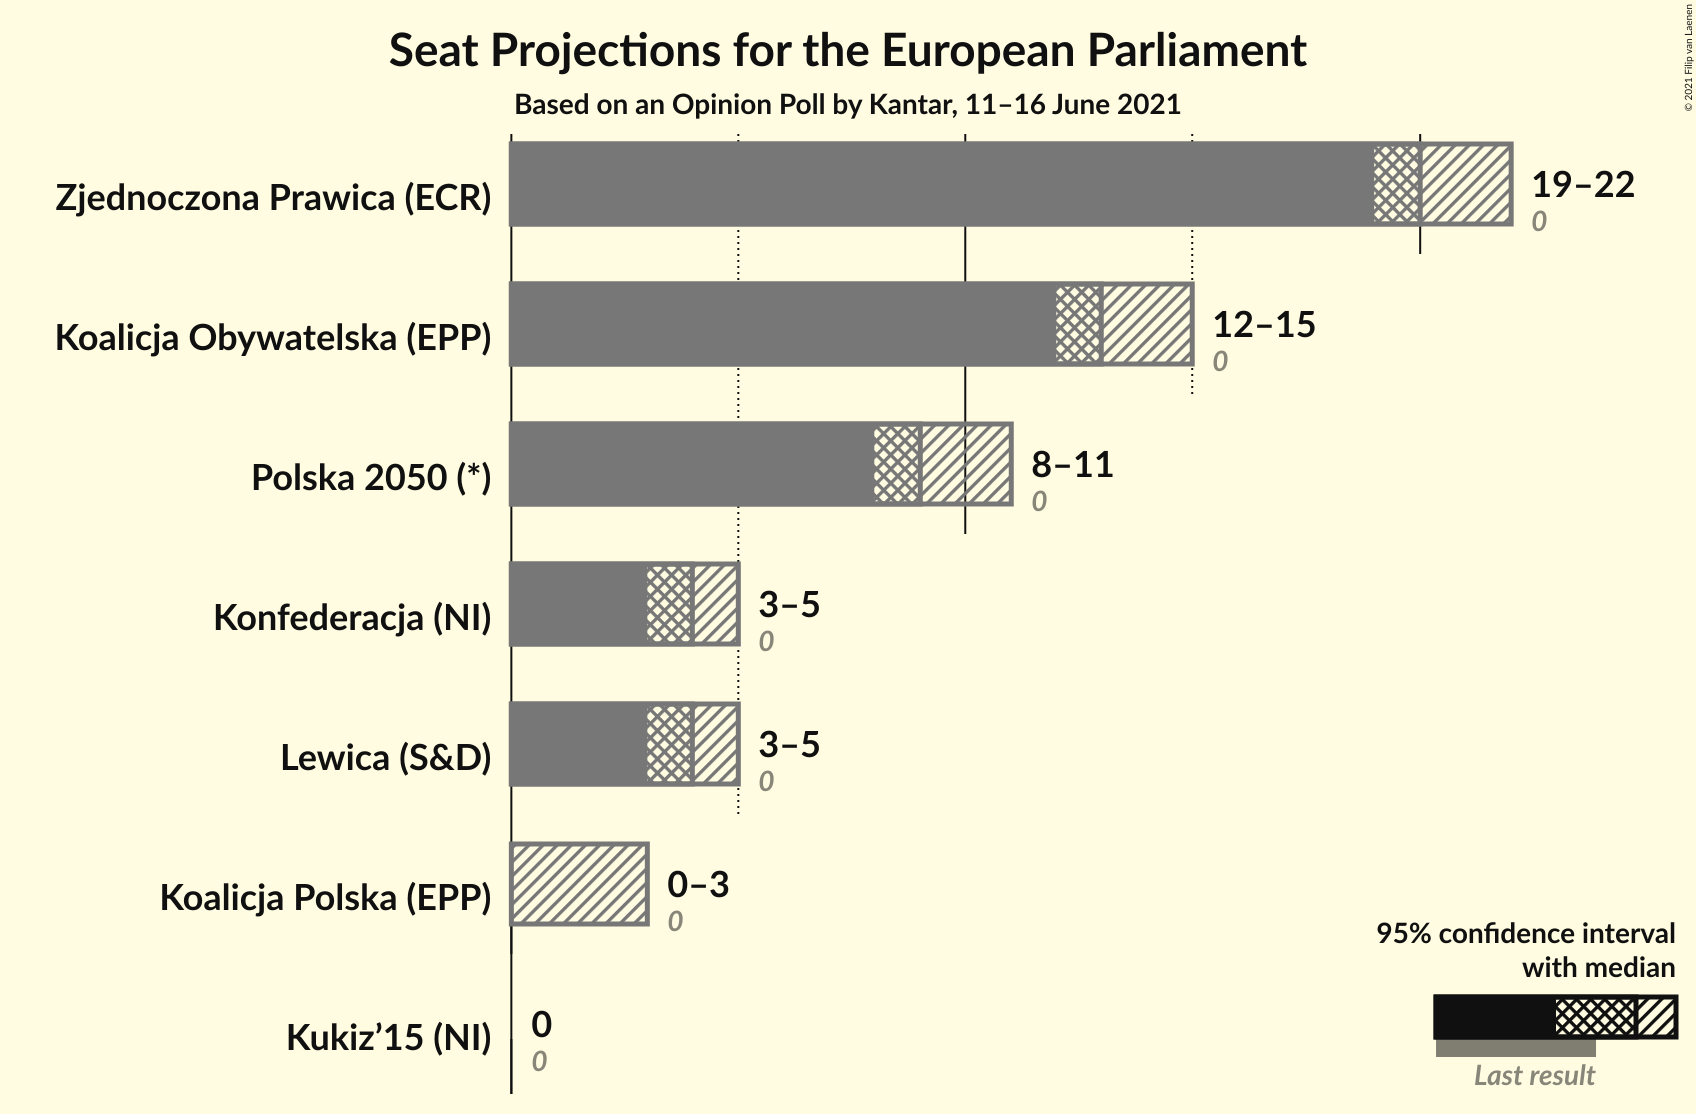 Seat Projections for the European Parliament
Based on an Opinion Poll by Kantar, 11–16 June 2021
© 2021 Filip van Laenen
Zjednoczona Prawica (ECR)
19–22
0
Koalicja Obywatelska (EPP)
12–15
0
Polska 2050 (*)
8–11
0
Konfederacja (NI)
3–5
0
Lewica (S&D)
3–5
0
Koalicja Polska (EPP)
0–3
0
Kukiz’15 (NI)
0
0
95% confidence interval
with median
Last result